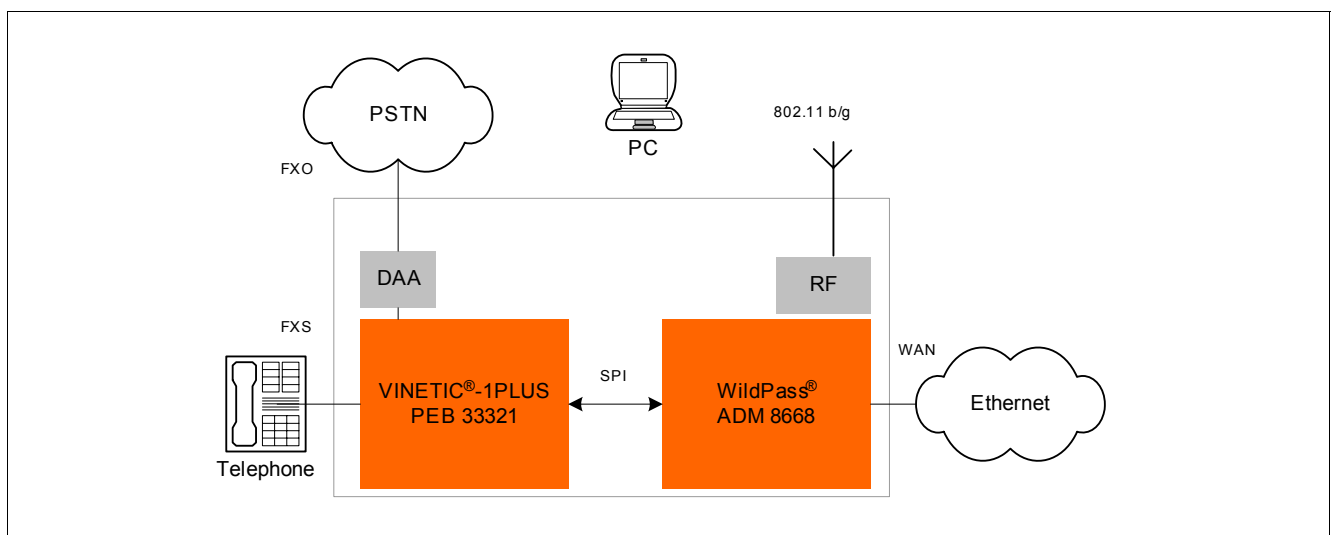 PSTN
PC
802.11 b/g
FXO
DAA
RF
FXS
WAN
VINETIC®-1PLUS
PEB 33321
SPI
WildPass®
ADM 8668
Ethernet
Telephone